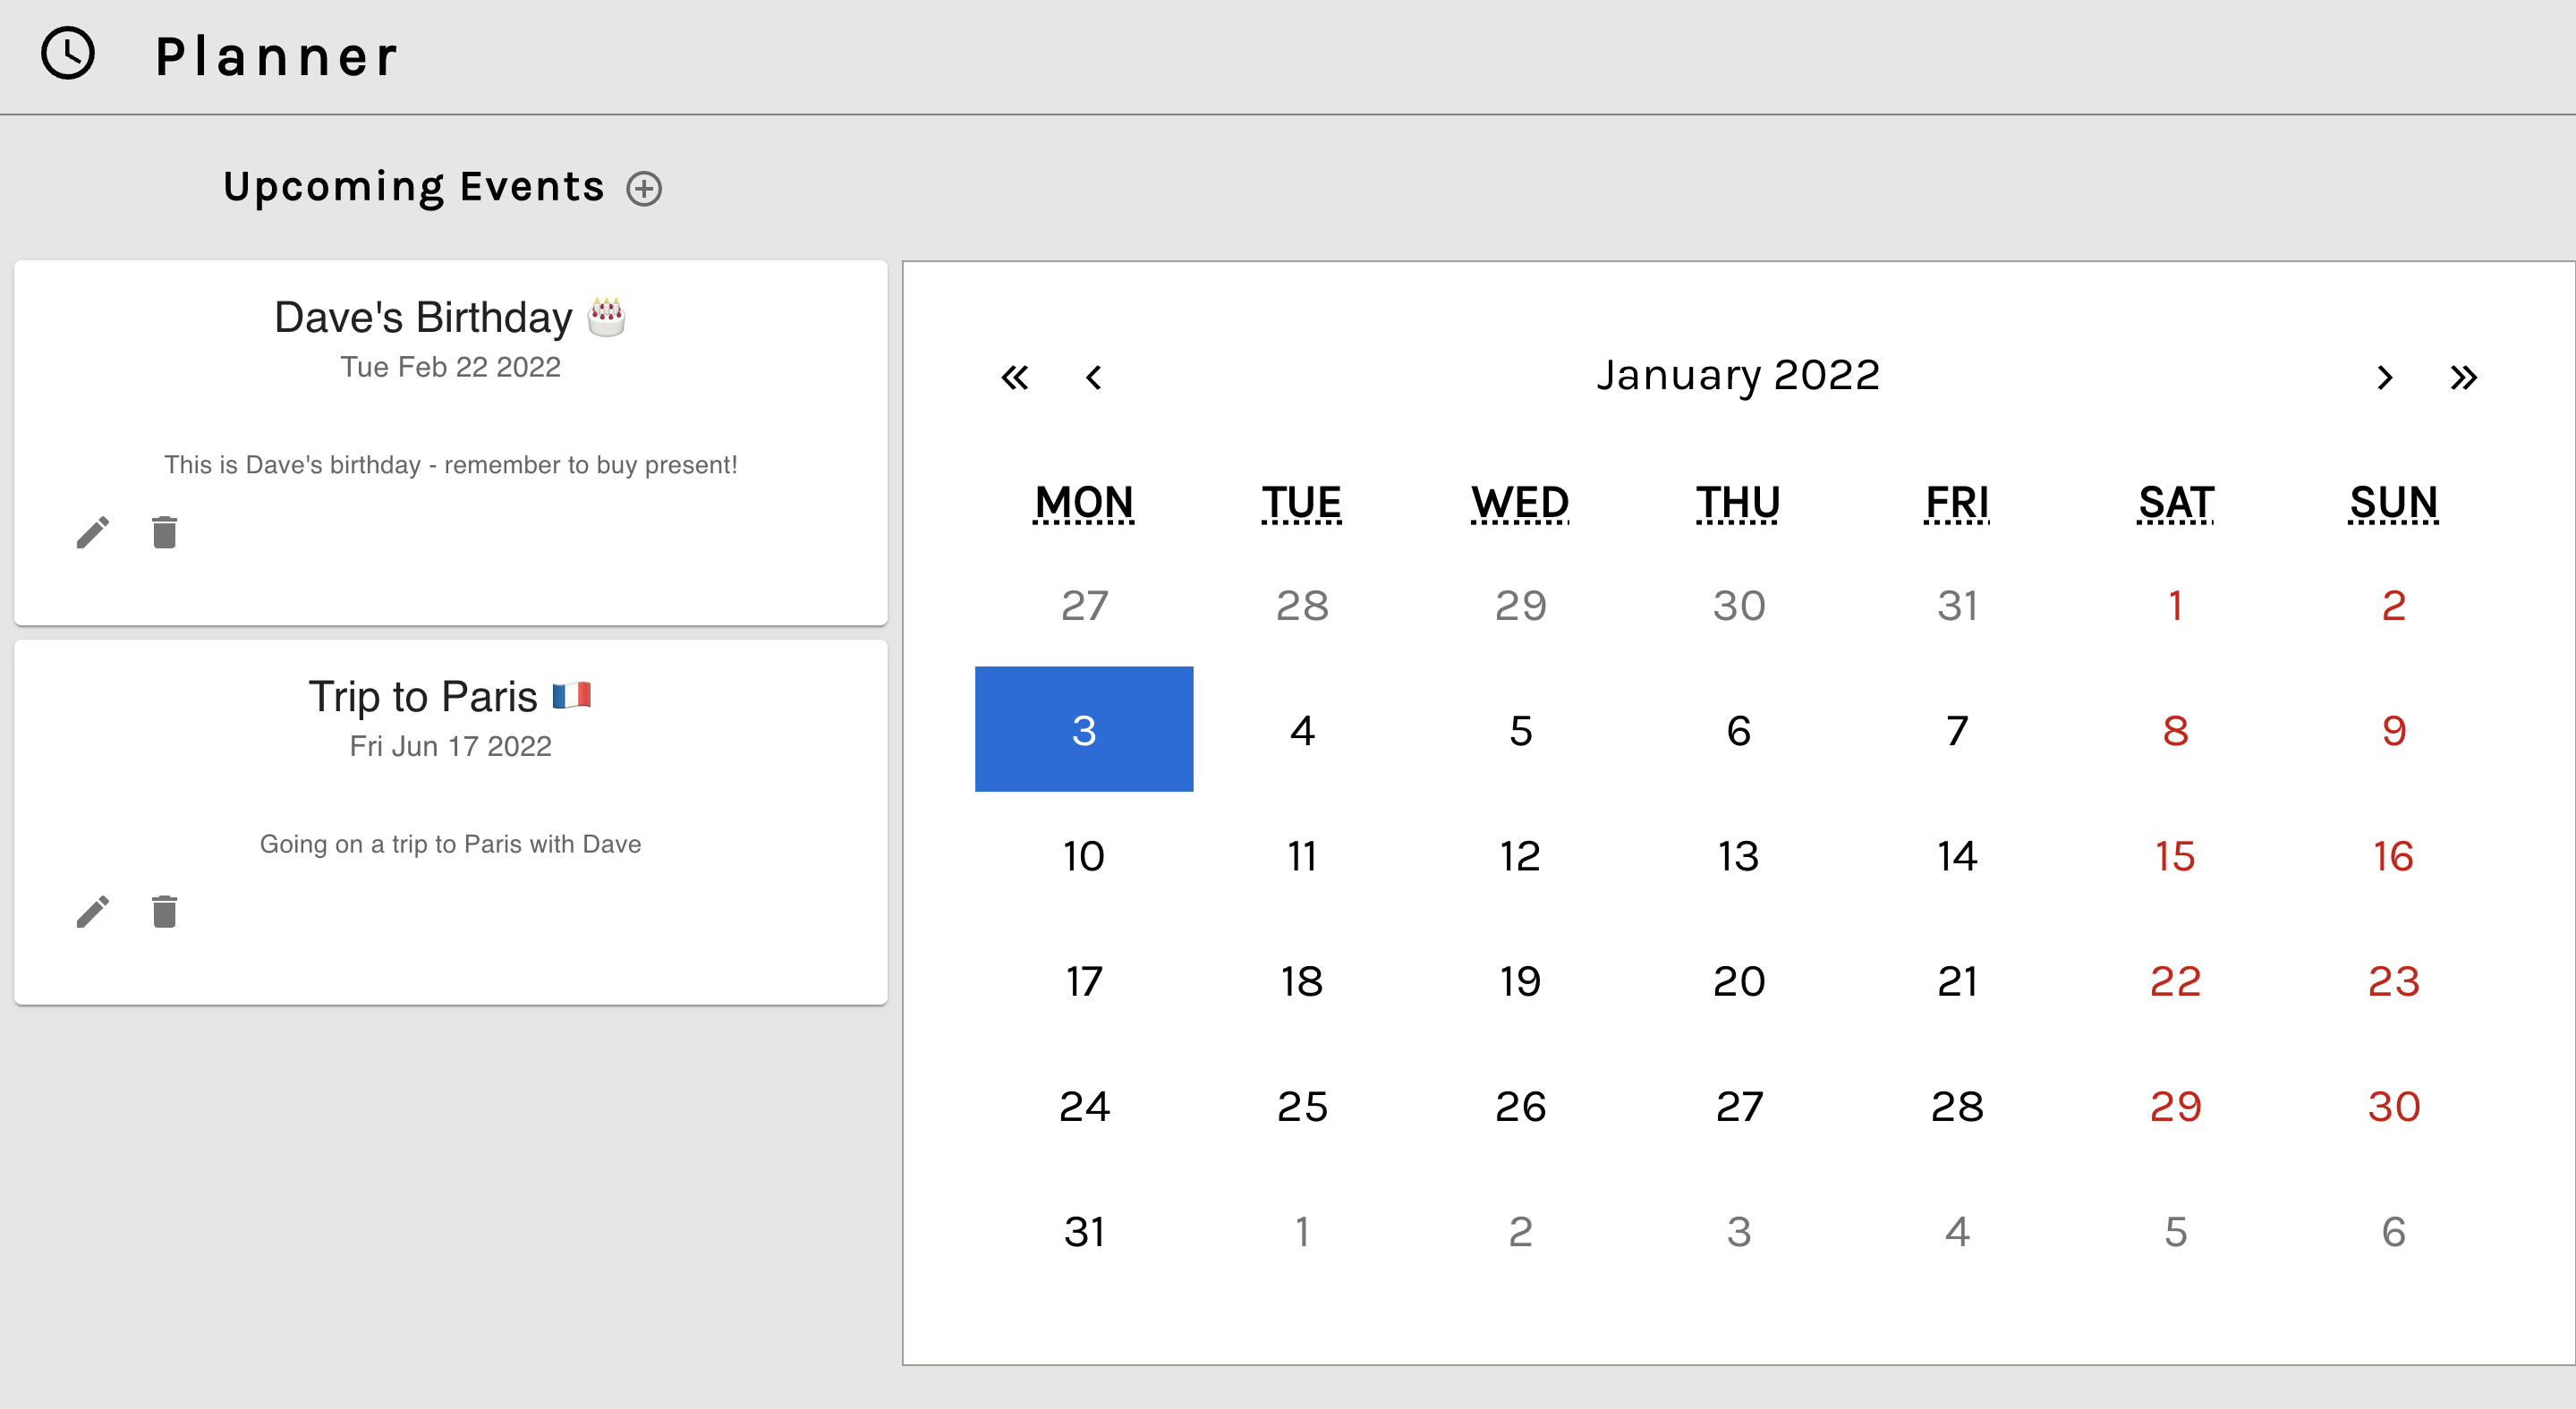 Planner
Upcoming Events
Dave's Birthday 🎂
Tue Feb 22 2022
This is Dave's birthday - remember to buy present!
Trip to Paris 🇫🇷
Fri Jun 17 2022
Going on a trip to Paris with Dave
« ‹ January 2022 › »
MON TUE WED THU FRI SAT SUN
27 28 29 30 31 1 2
3 4 5 6 7 8 9
10 11 12 13 14 15 16
17 18 19 20 21 22 23
24 25 26 27 28 29 30
31 1 2 3 4 5 6